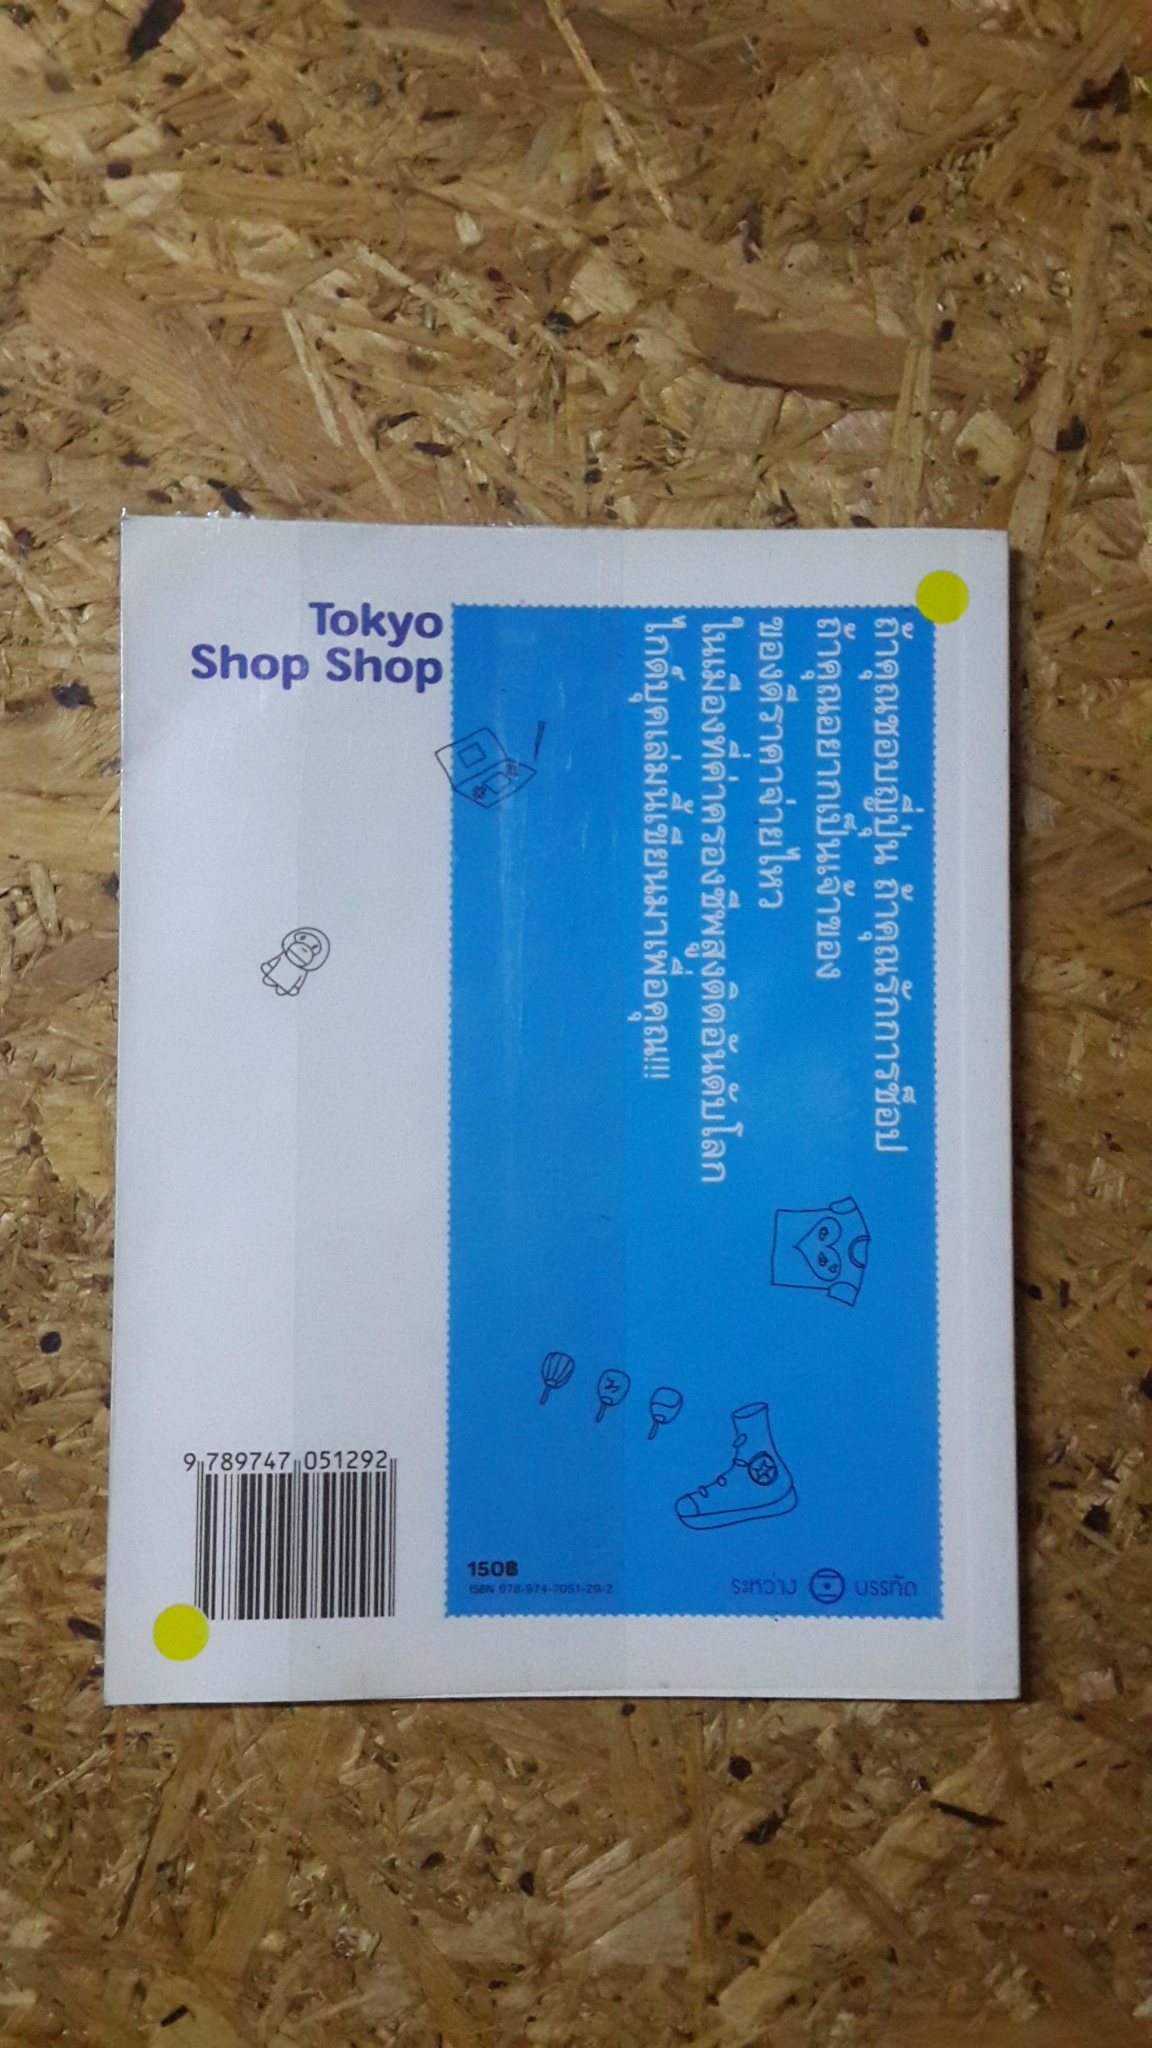 Tokyo
Shop Shop
ถ้าคุณชอบญี่ปุ่น ถ้าคุณรักการช็อป
ถ้าคุณอยากเป็นเจ้าของ
ของดีราคาจ่ายไหว
ในเมืองที่ค่าครองชีพสูงติดอันดับโลก
ไกด์บุคเล่มนี้เขียนมาเพื่อคุณ!!!
9 789747 051292
150฿
ISBN 978-974-7051-29-2
ระหว่าง บรรทัด